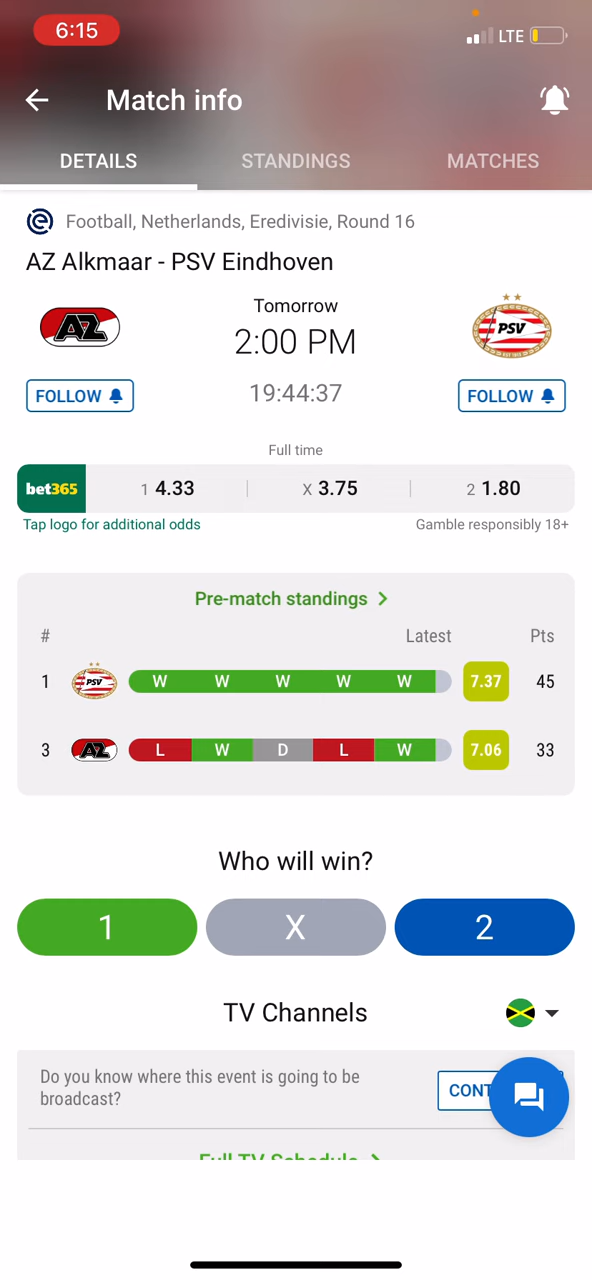 6:15
LTE
Match info
DETAILS STANDINGS MATCHES
Football, Netherlands, Eredivisie, Round 16
AZ Alkmaar - PSV Eindhoven
AZ
Tomorrow
PSV
2:00 PM
FOLLOW
19:44:37
FOLLOW
Full time
bet365 1 4.33 X 3.75 2 1.80
Tap logo for additional odds Gamble responsibly 18+
Pre-match standings
# Latest Pts
1 PSV W W W W W 7.37 45
3 AZ L W D L W 7.06 33
Who will win?
1 X 2
TV Channels
Do you know where this event is going to be
broadcast?
CONT
Full TV Schedule